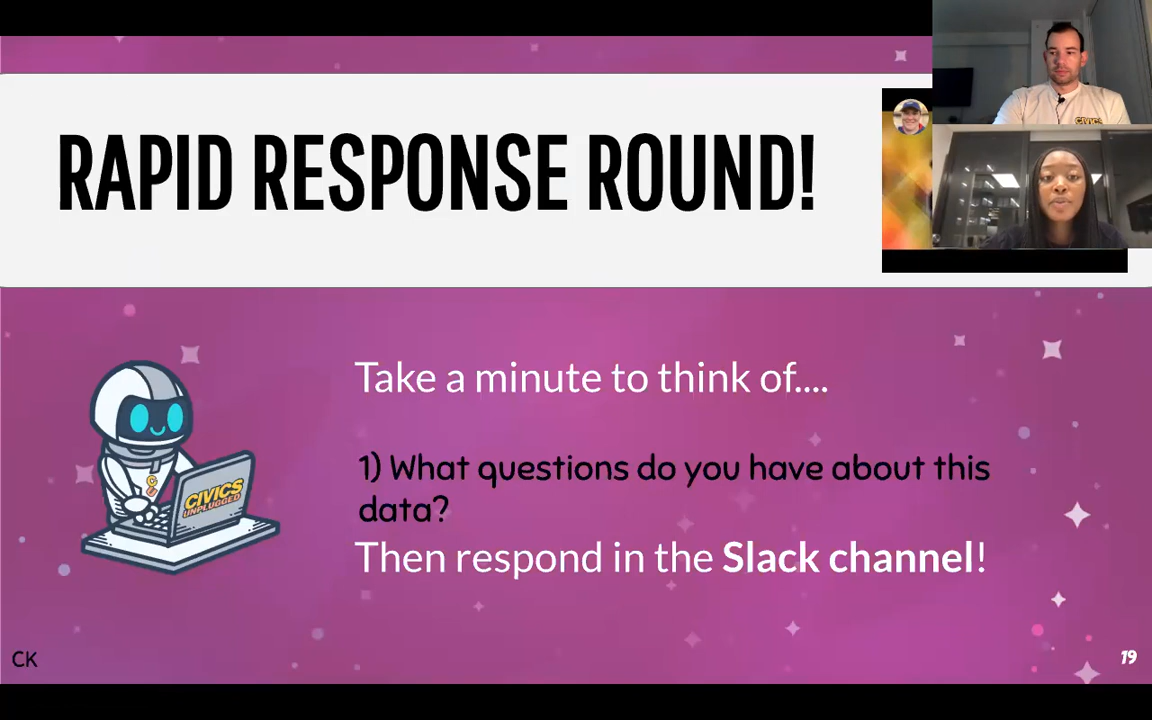 RAPID RESPONSE ROUND!
CIVICS
Take a minute to think of....
1) What questions do you have about this
data?
Then respond in the Slack channel!
CIVICS
UNPLUGGED
CK
19